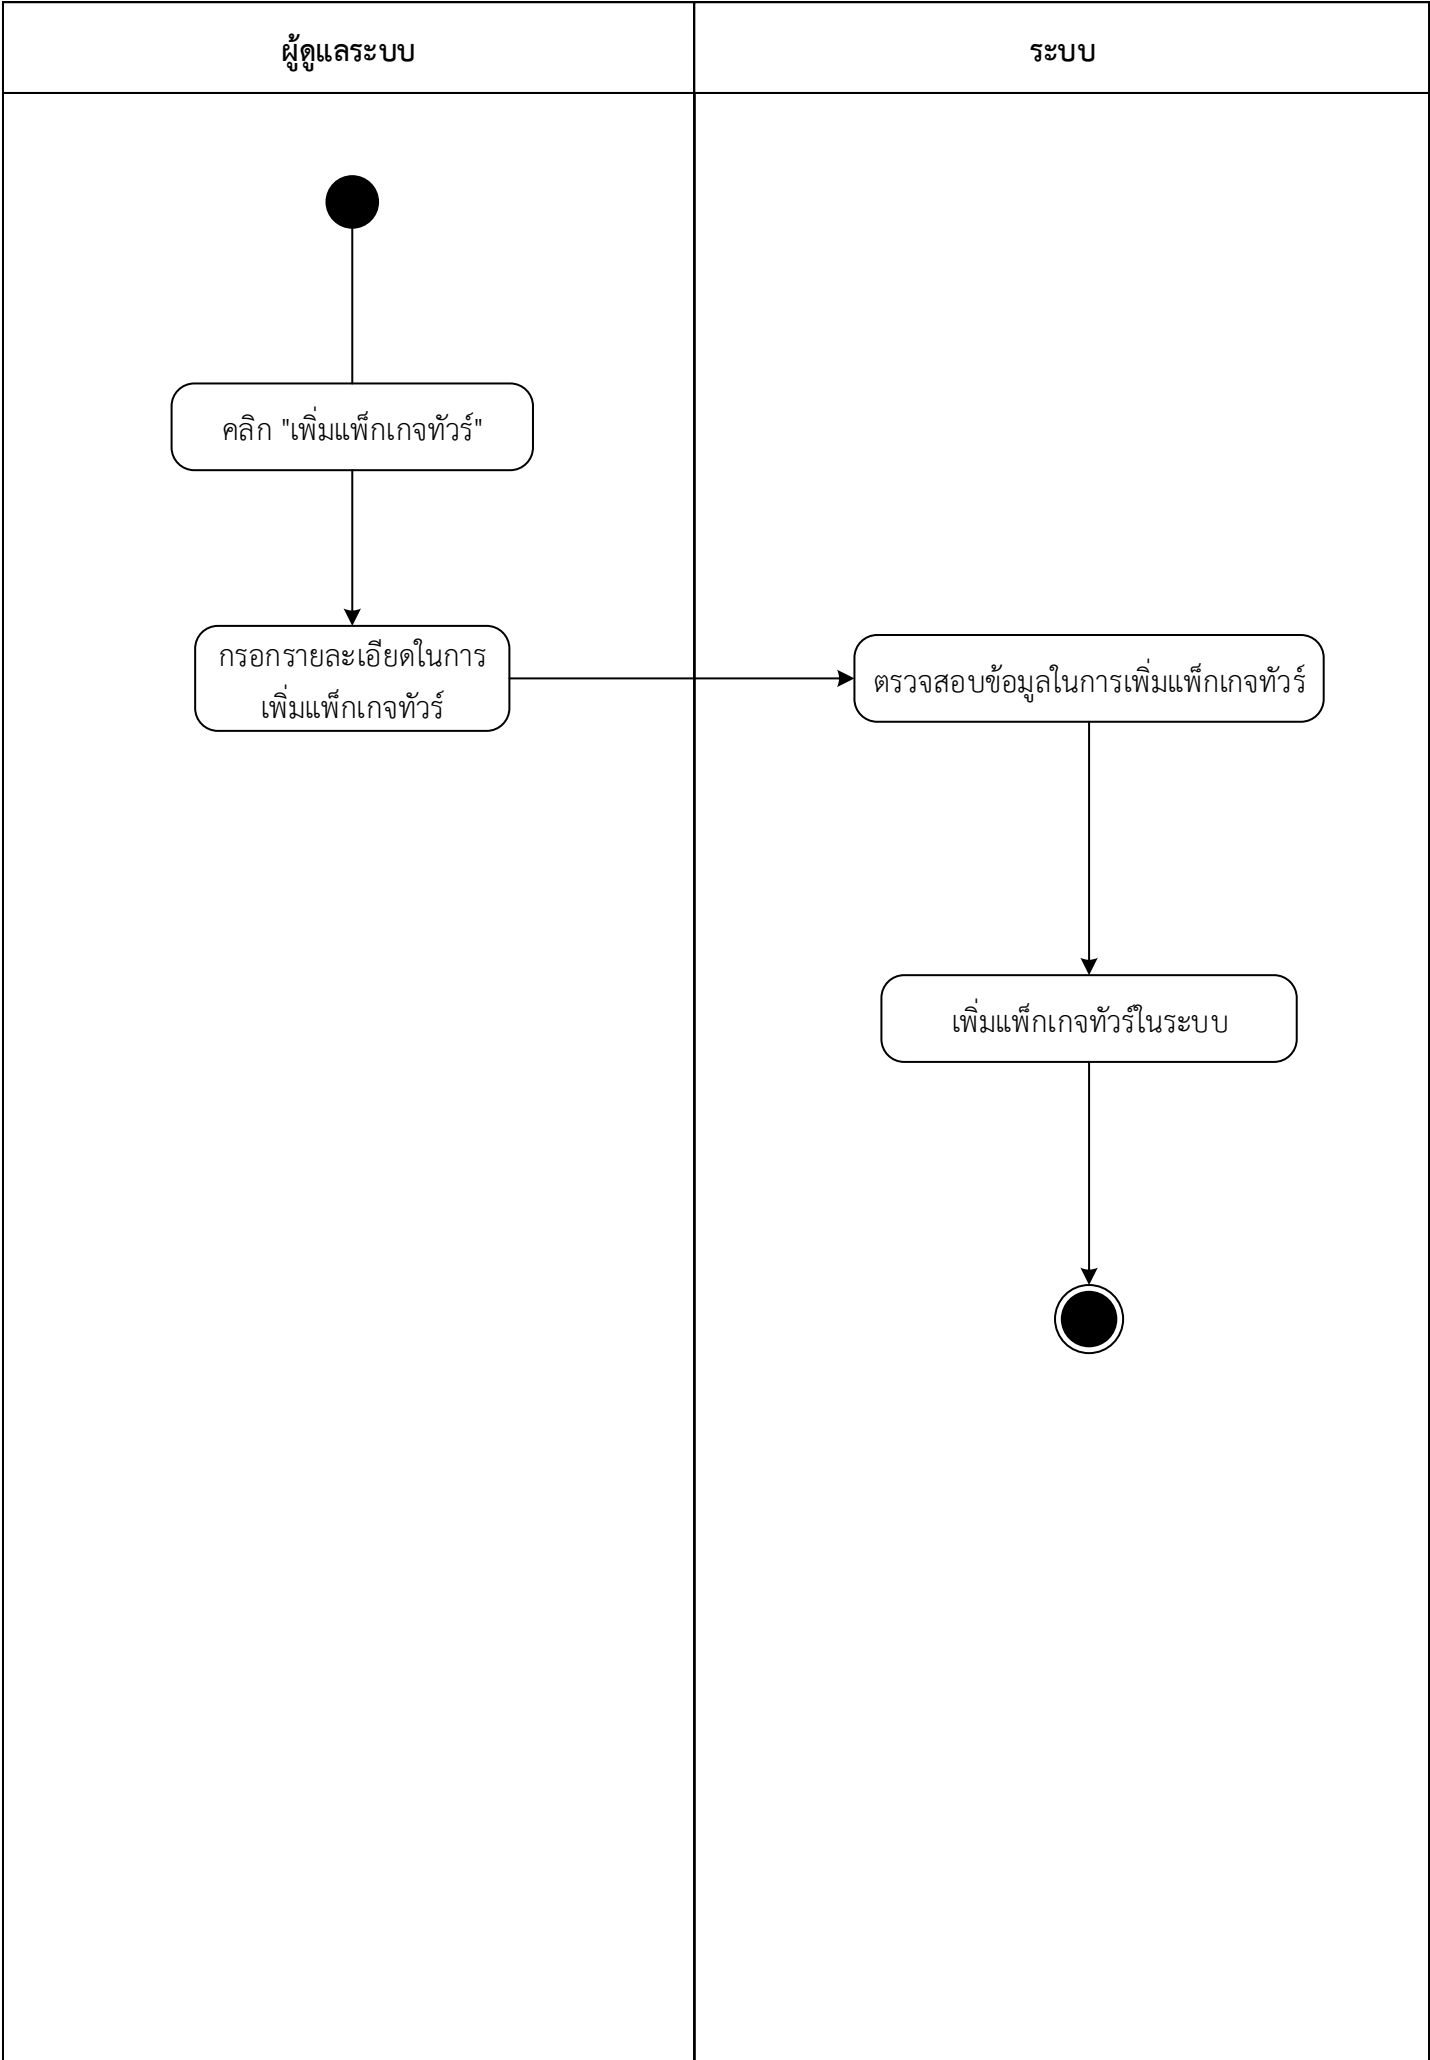 ผู้ดูแลระบบ
ระบบ
คลิก "เพิ่มแพ็กเกจทัวร์"
กรอกรายละเอียดในการ
เพิ่มแพ็กเกจทัวร์
ตรวจสอบข้อมูลในการเพิ่มแพ็กเกจทัวร์
เพิ่มแพ็กเกจทัวร์ในระบบ